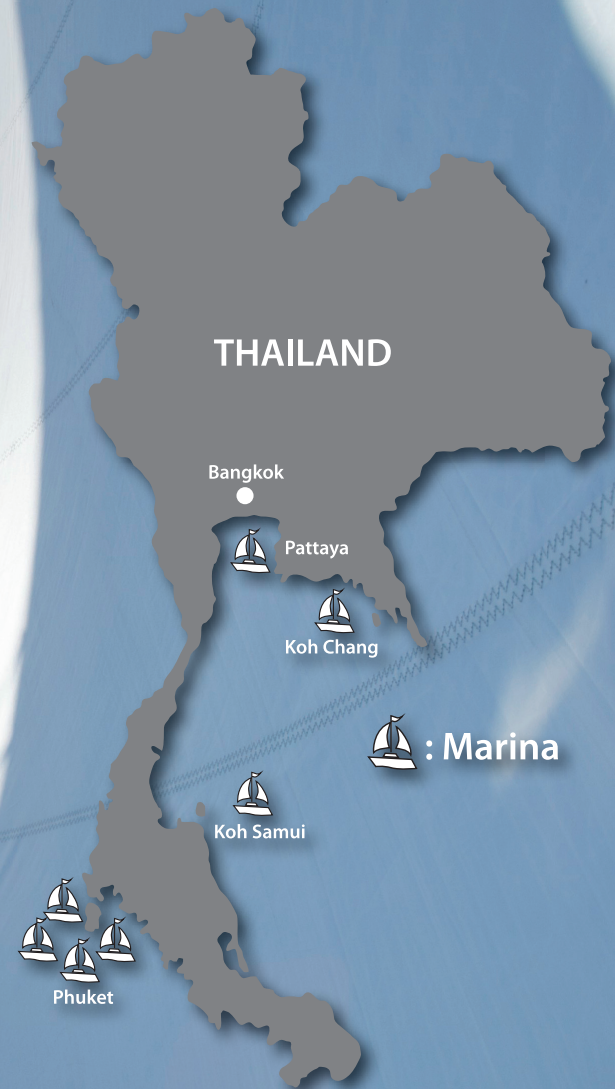 THAILAND
Bangkok
Pattaya
Koh Chang
: Marina
Koh Samui
Phuket